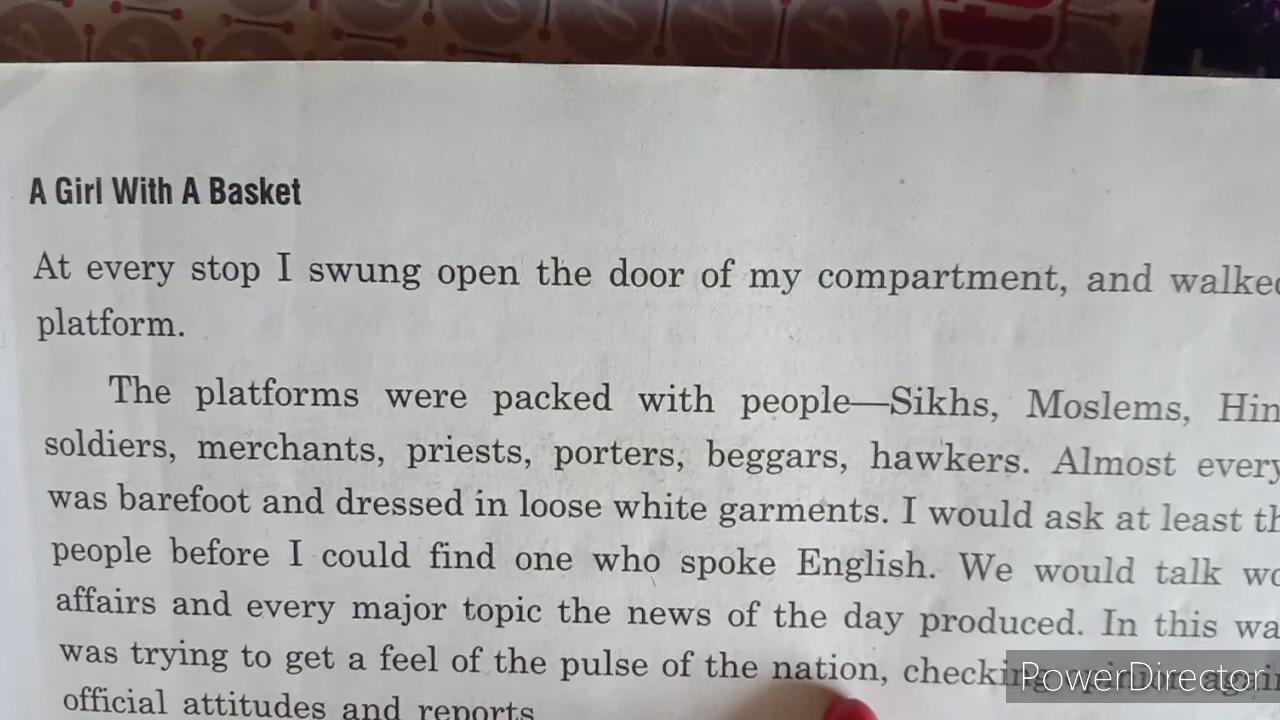 A Girl With A Basket
At every stop I swung open the door of my compartment, and walked
platform.
The platforms were packed with people—Sikhs, Moslems, Hin
soldiers, merchants, priests, porters, beggars, hawkers. Almost every
was barefoot and dressed in loose white garments. I would ask at least th
people before I could find one who spoke English. We would talk wo
affairs and every major topic the news of the day produced. In this wa
was trying to get a feel of the pulse of the nation, checking
official attitudes and reports
PowerDirector